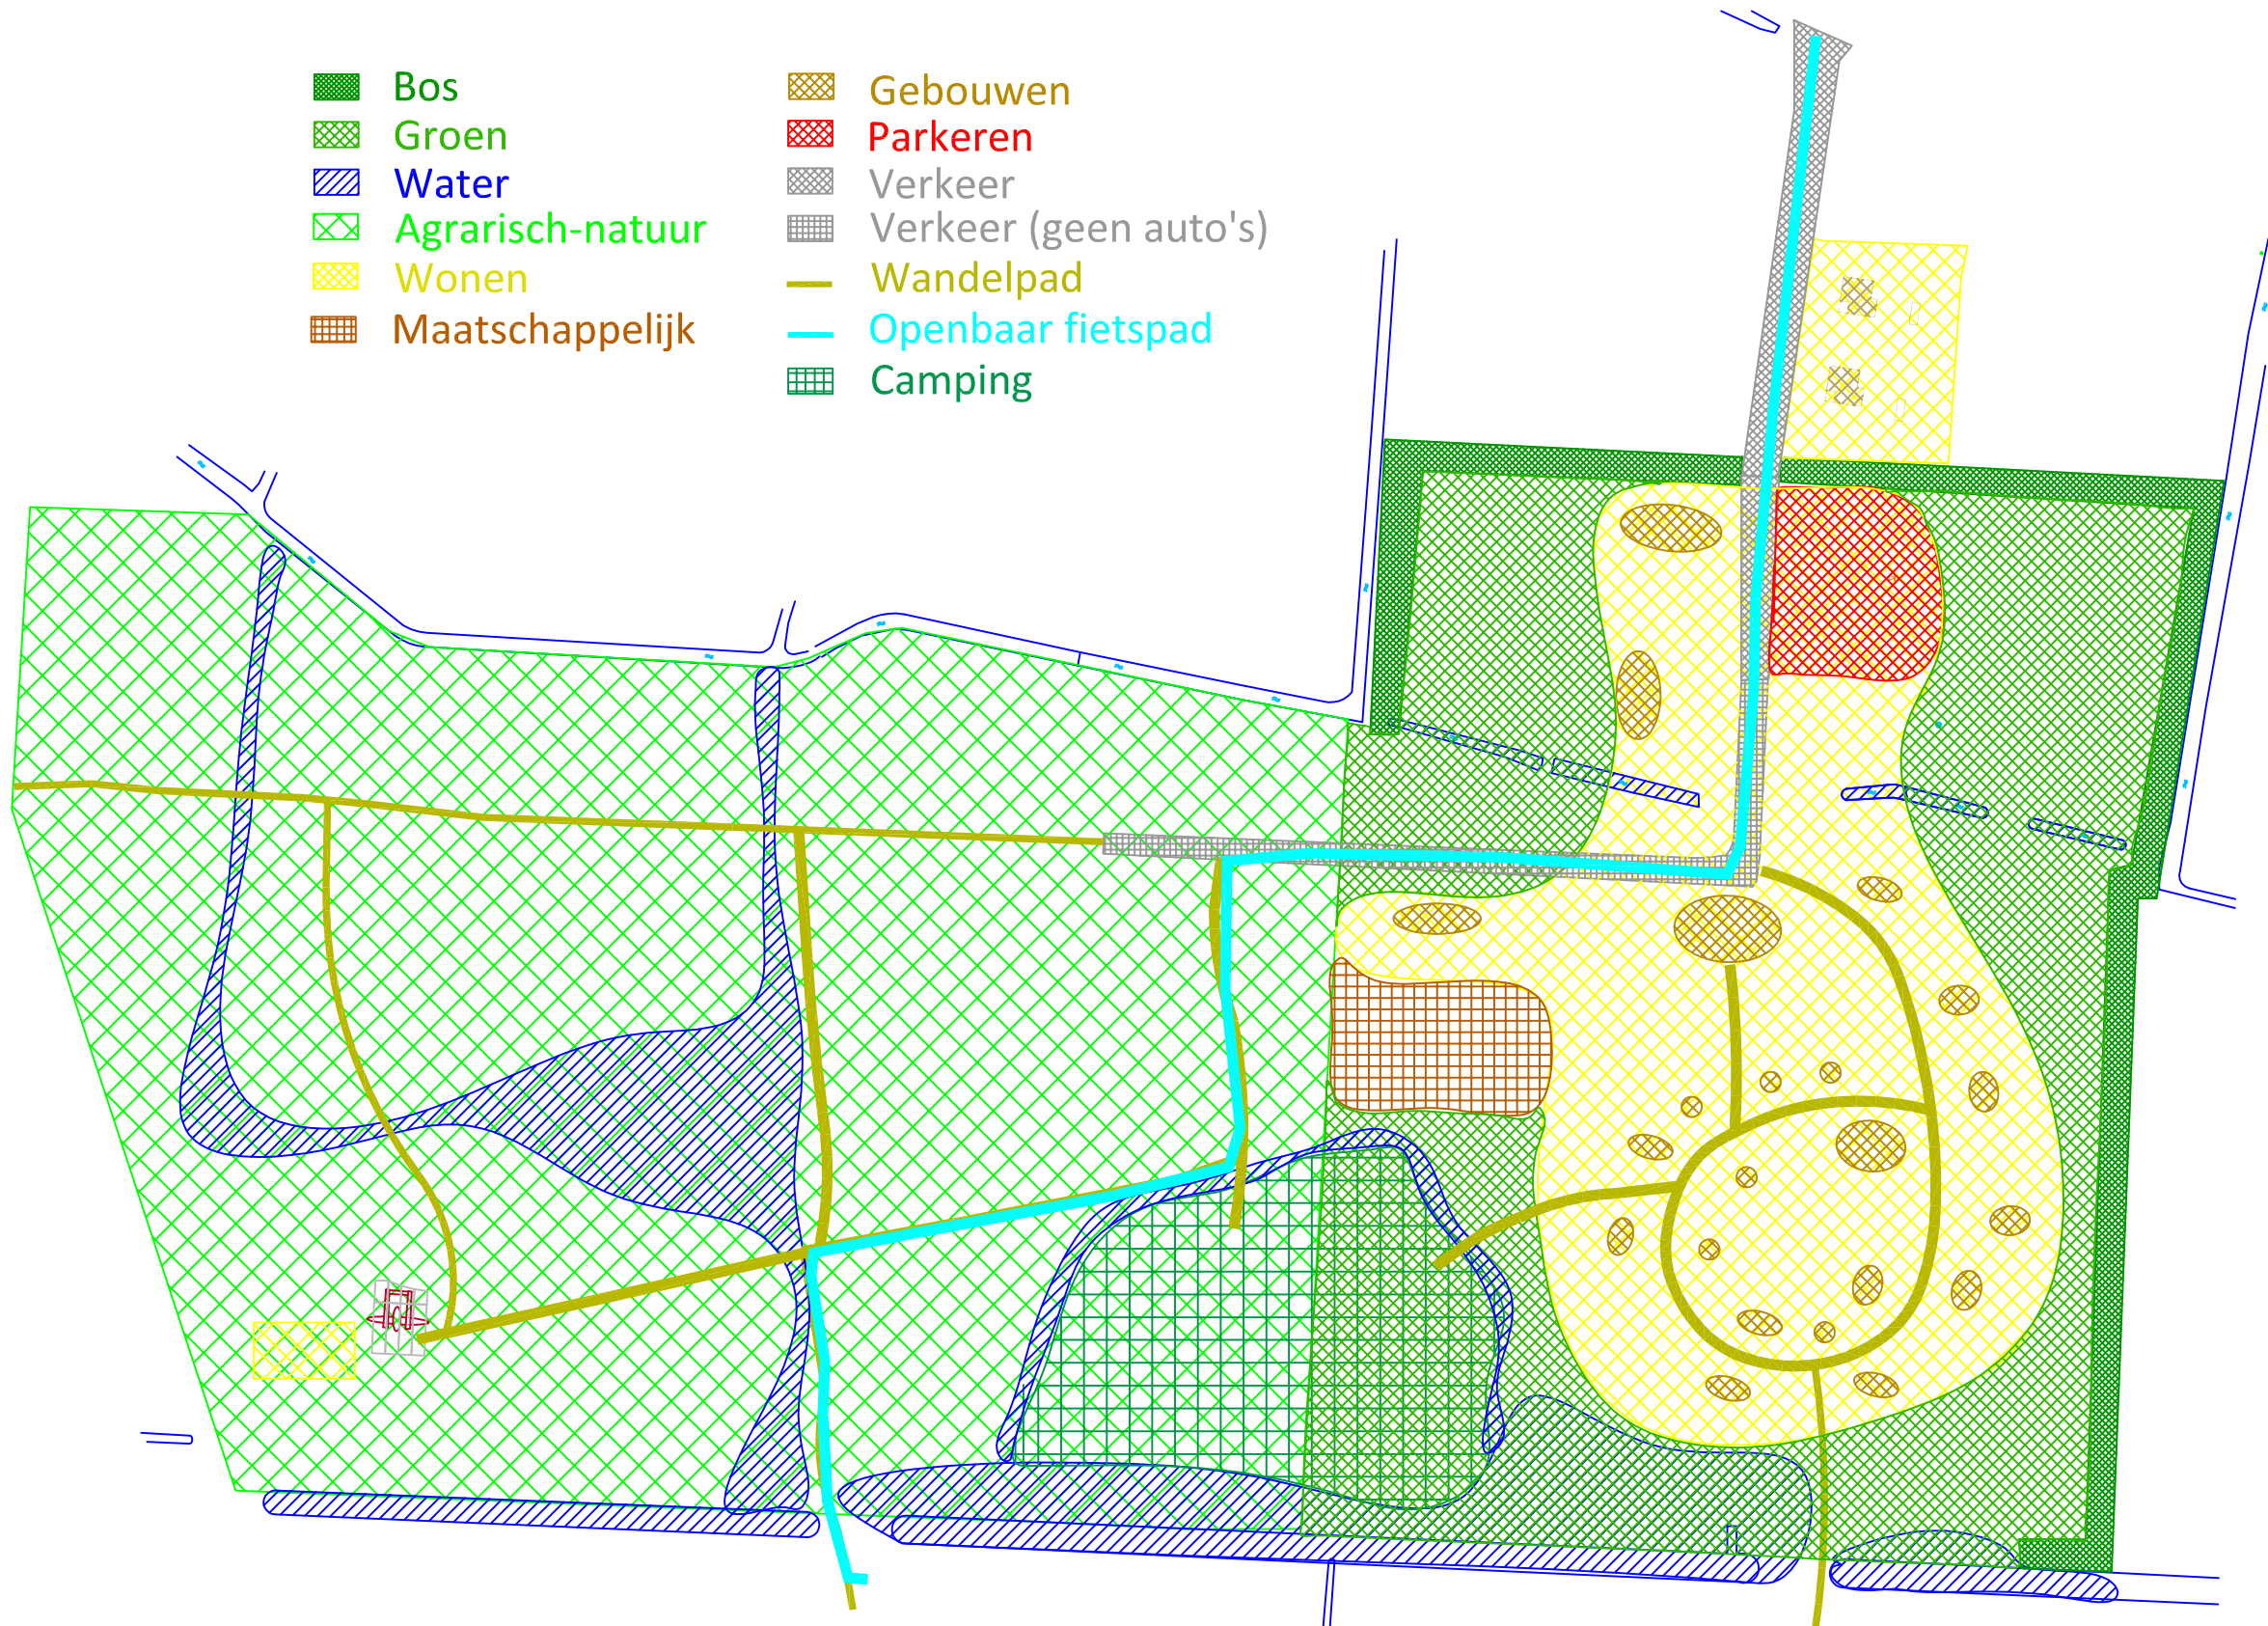 Bos
Groen
Water
Agrarisch-natuur
Wonen
Maatschappelijk
Gebouwen
Parkeren
Verkeer
Verkeer (geen auto's)
Wandelpad
Openbaar fietspad
Camping